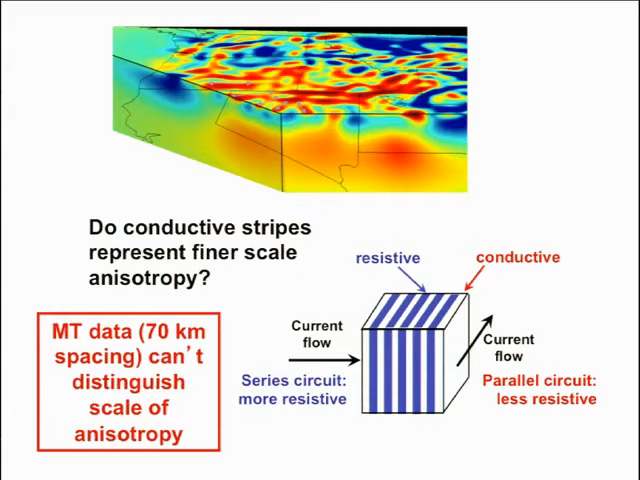 Do conductive stripes
represent finer scale
anisotropy?
MT data (70 km
spacing) can't
distinguish
scale of
anisotropy
resistive
conductive
Current
flow
Series circuit:
more resistive
Current
flow
Parallel circuit:
less resistive